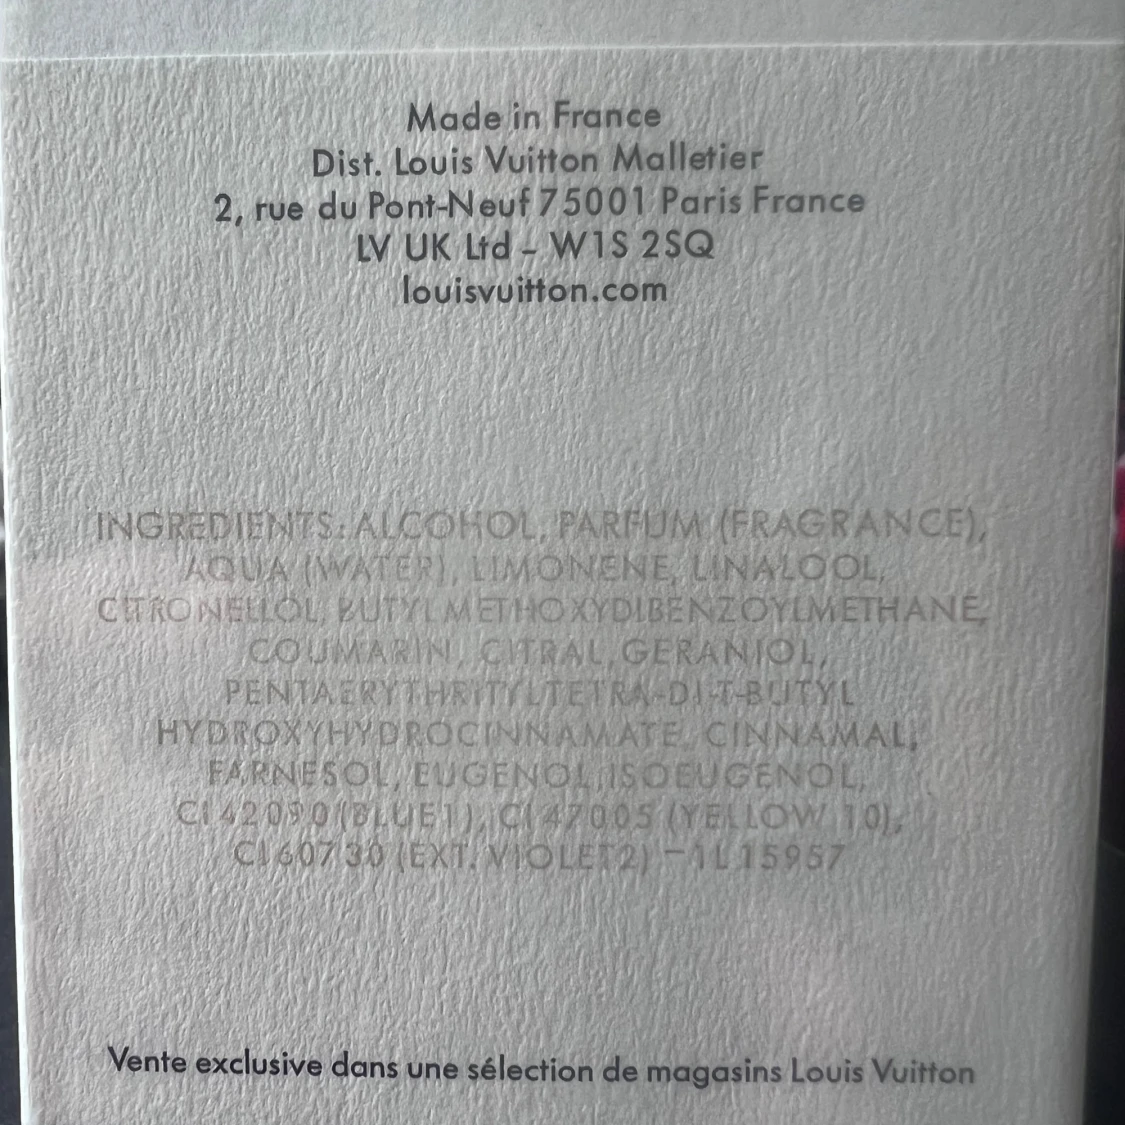 Made in France
Dist. Louis Vuitton Malletier
2, rue du Pont-Neuf 75001 Paris France
LV UK Ltd - W1S 2SQ
louisvuitton.com
INGREDIENTS: ALCOHOL, PARFUM (FRAGRANCE),
AQUA (WATER), LIMONENE, LINALOOL,
CITRONELLOL, BUTYL METHOXYDIBENZOYLMETHANE,
COUMARIN, CITRAL, GERANIOL,
PENTAERYTHRITYL TETRA-DI-T-BUTYL
HYDROXYHYDROCINNAMATE, CINNAMAL,
FARNESOL, EUGENOL, ISOEUGENOL,
CI 42090 (BLUE 1), CI 47005 (YELLOW 10),
CI 60730 (EXT. VIOLET 2) – IL15957
Vente exclusive dans une sélection de magasins Louis Vuitton